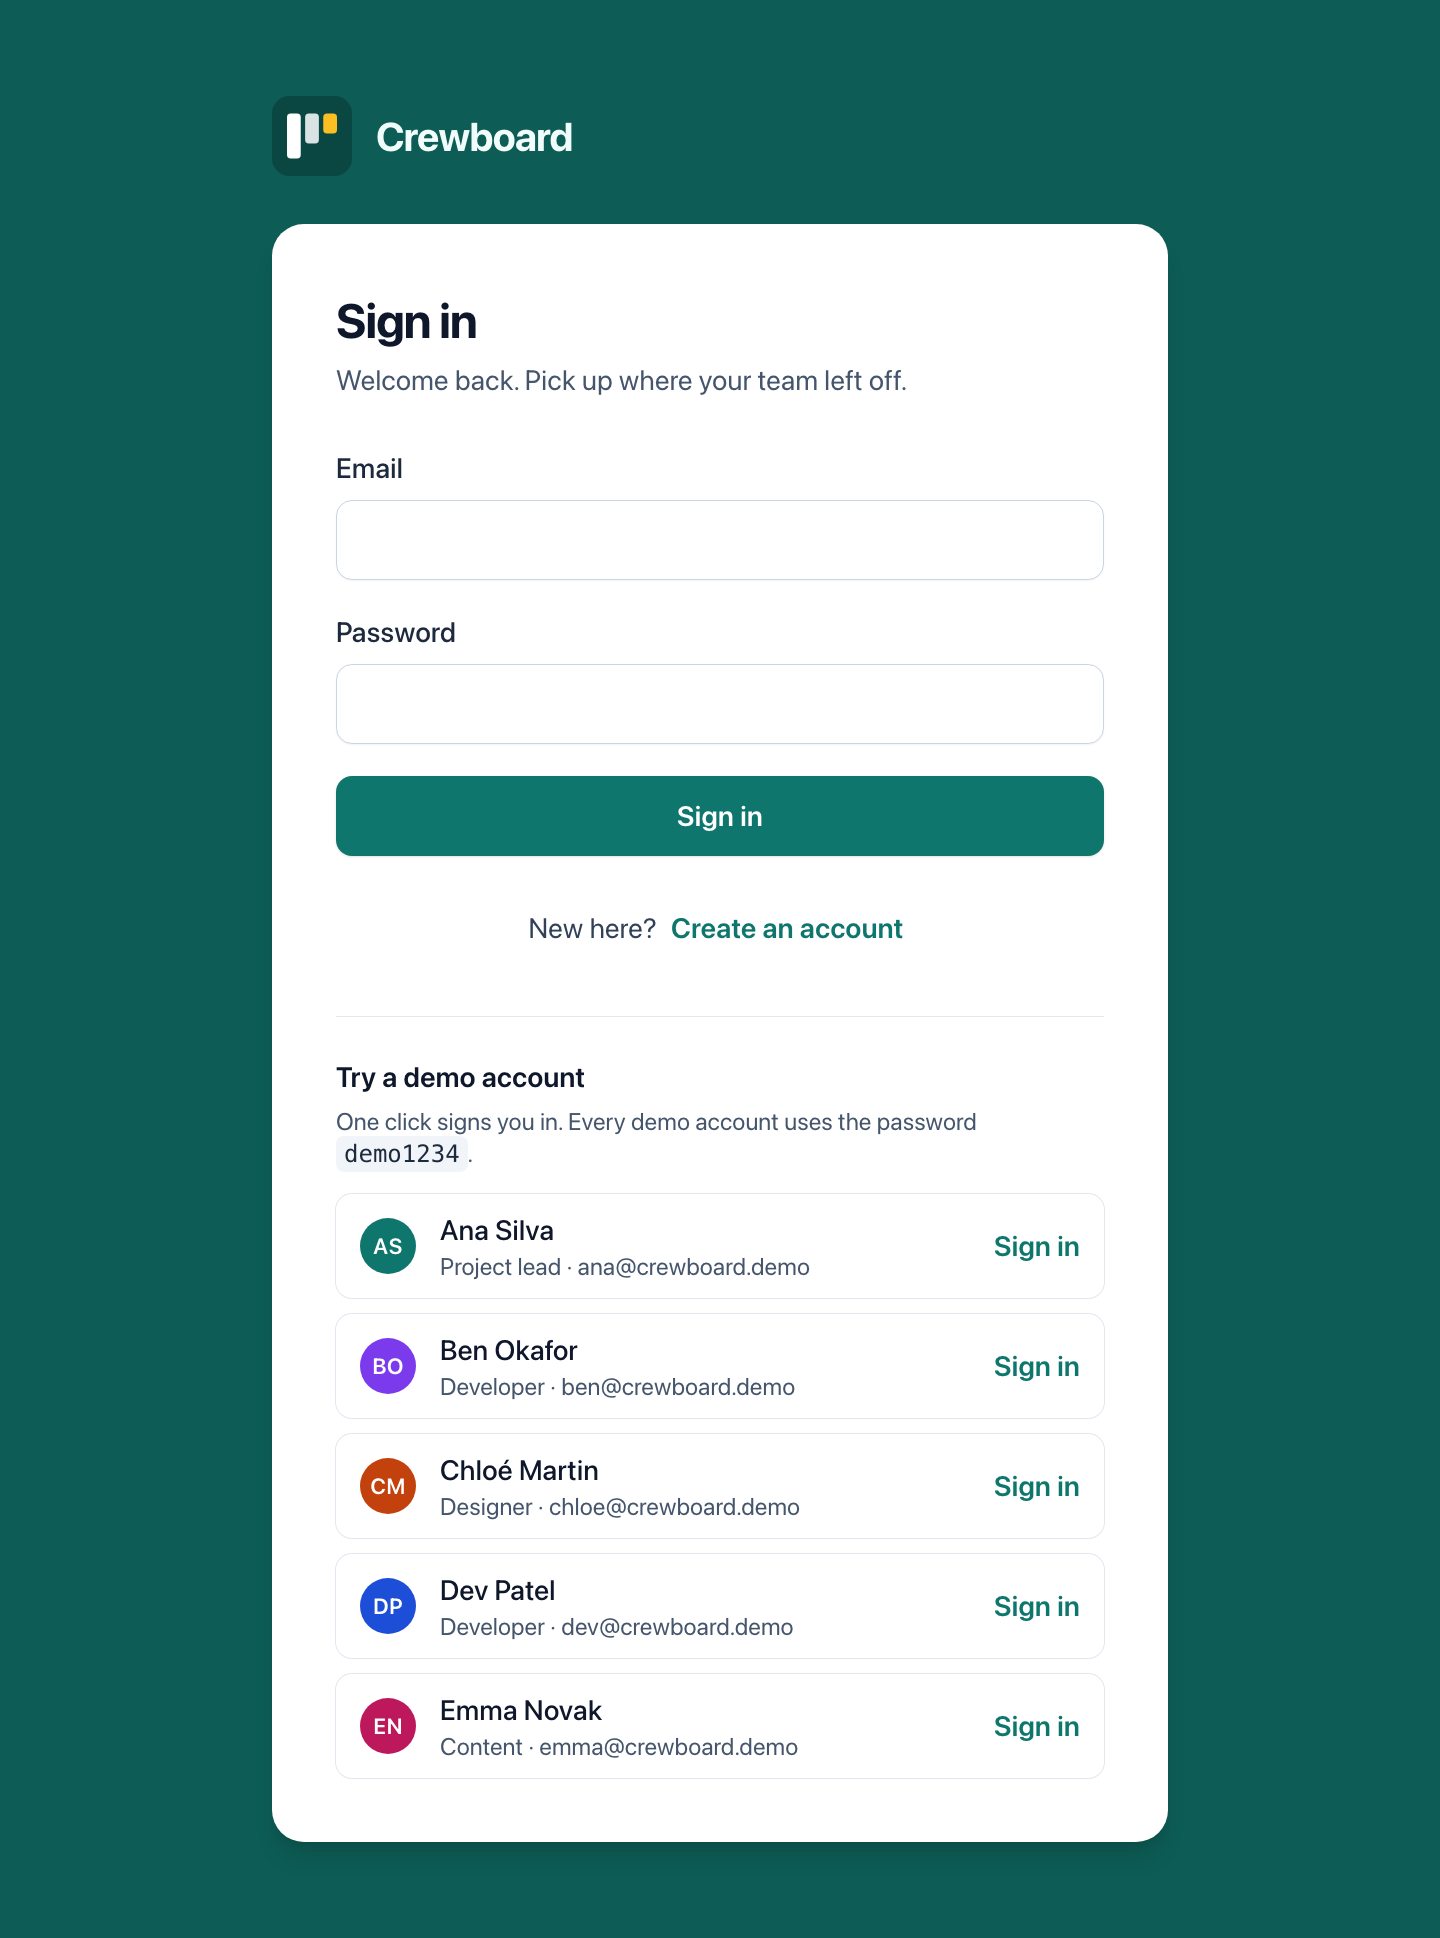 Crewboard
Sign in
Welcome back. Pick up where your team left off.
Email
Password
Sign in
New here? Create an account
Try a demo account
One click signs you in. Every demo account uses the password
demo1234.
AS
Ana Silva
Project lead · ana@crewboard.demo
Sign in
BO
Ben Okafor
Developer · ben@crewboard.demo
Sign in
CM
Chloé Martin
Designer · chloe@crewboard.demo
Sign in
DP
Dev Patel
Developer · dev@crewboard.demo
Sign in
EN
Emma Novak
Content · emma@crewboard.demo
Sign in